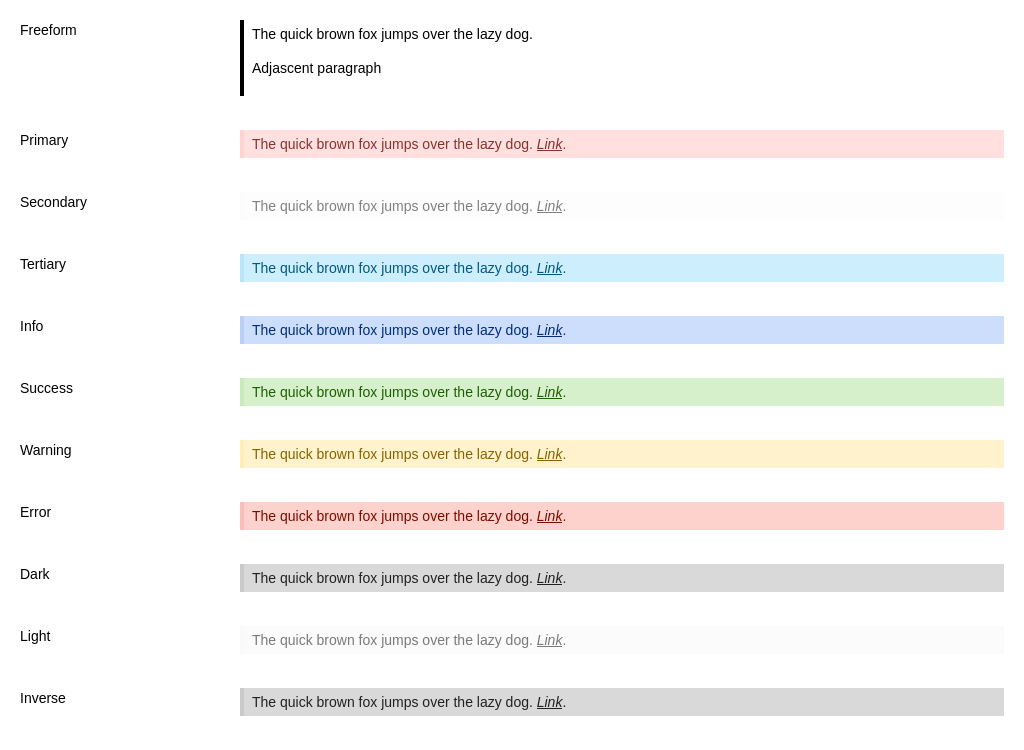 Freeform
The quick brown fox jumps over the lazy dog.
Adjascent paragraph
Primary
The quick brown fox jumps over the lazy dog. Link.
Secondary
The quick brown fox jumps over the lazy dog. Link.
Tertiary
The quick brown fox jumps over the lazy dog. Link.
Info
The quick brown fox jumps over the lazy dog. Link.
Success
The quick brown fox jumps over the lazy dog. Link.
Warning
The quick brown fox jumps over the lazy dog. Link.
Error
The quick brown fox jumps over the lazy dog. Link.
Dark
The quick brown fox jumps over the lazy dog. Link.
Light
The quick brown fox jumps over the lazy dog. Link.
Inverse
The quick brown fox jumps over the lazy dog. Link.